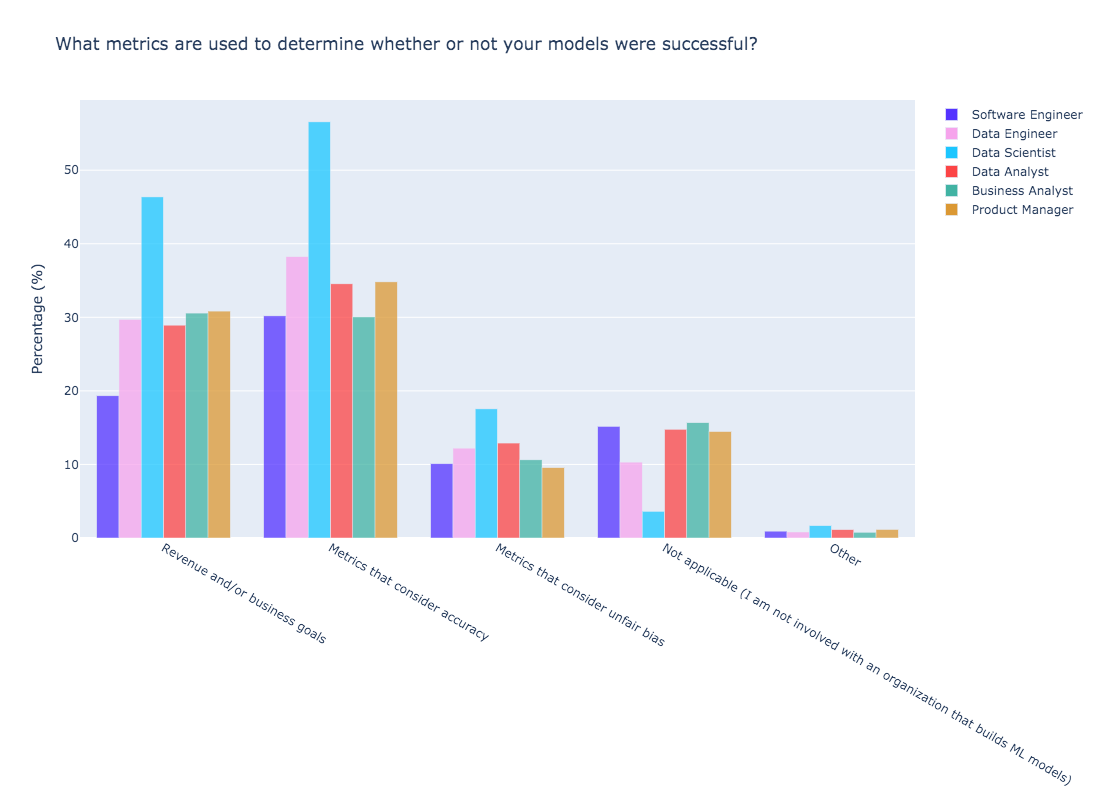 What metrics are used to determine whether or not your models were successful?
Software Engineer
Data Engineer
Data Scientist
Data Analyst
Business Analyst
Product Manager
Percentage (%)
50
40
30
20
10
0
Revenue and/or business goals
Metrics that consider accuracy
Metrics that consider unfair bias
Not applicable (I am not involved with an organization that builds ML models)
Other